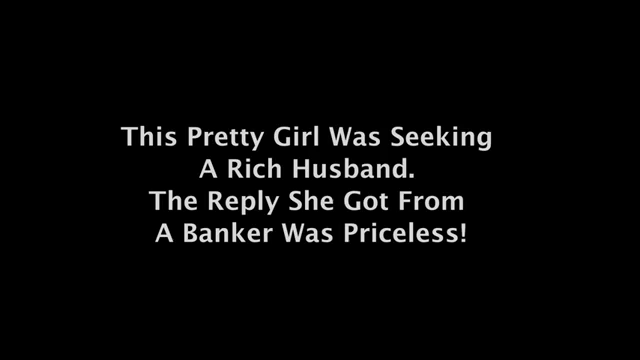 This Pretty Girl Was Seeking
A Rich Husband.
The Reply She Got From
A Banker Was Priceless!